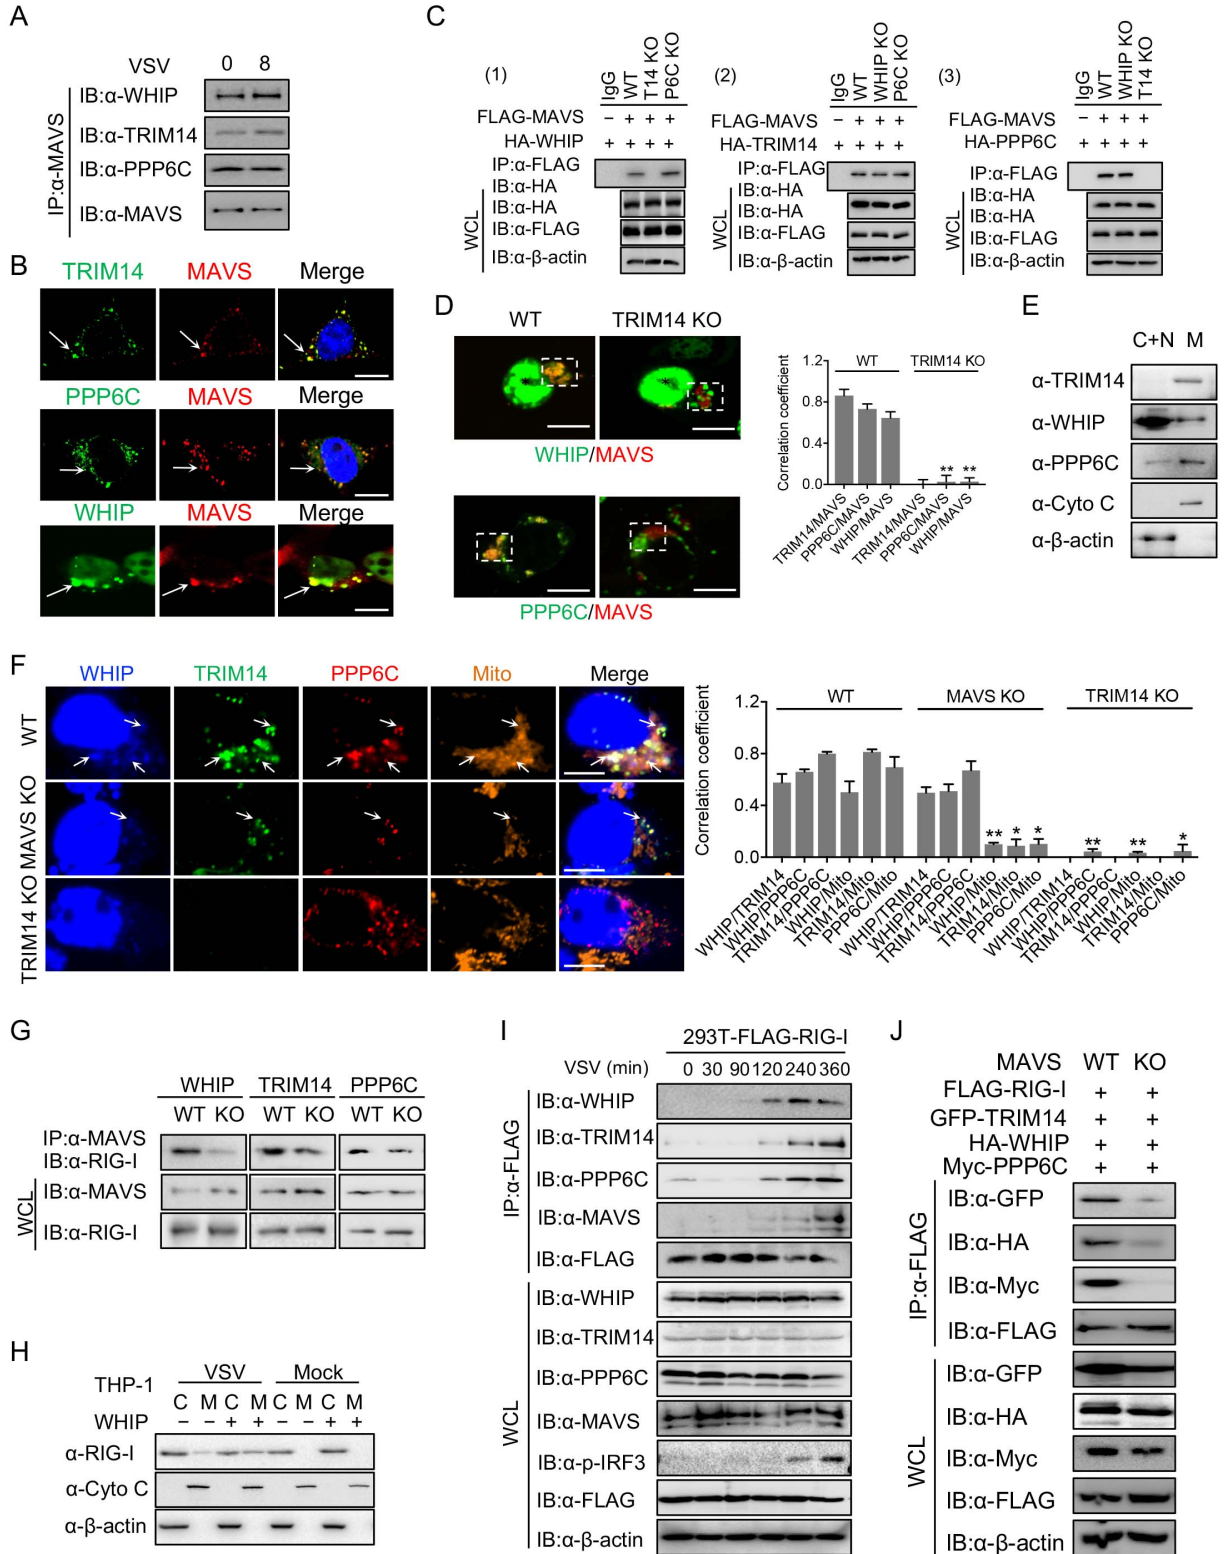 A
VSV 0 8
IP:α-MAVS
IB:α-WHIP
IB:α-TRIM14
IB:α-PPP6C
IB:α-MAVS
B
TRIM14 MAVS Merge
PPP6C MAVS Merge
WHIP MAVS Merge
C
(1)
IgG WT T14 KO P6C KO
FLAG-MAVS − + + +
HA-WHIP + + + +
IP:α-FLAG
IB:α-HA
WCL
IB:α-HA
IB:α-FLAG
IB:α-β-actin
(2)
IgG WT WHIP KO P6C KO
FLAG-MAVS − + + +
HA-TRIM14 + + + +
IP:α-FLAG
IB:α-HA
WCL
IB:α-HA
IB:α-FLAG
IB:α-β-actin
(3)
IgG WT WHIP KO T14 KO
FLAG-MAVS − + + +
HA-PPP6C + + + +
IP:α-FLAG
IB:α-HA
WCL
IB:α-HA
IB:α-FLAG
IB:α-β-actin
D
WT TRIM14 KO
WHIP/MAVS
PPP6C/MAVS
Correlation coefficient
1.2
0.8
0.4
0.0
WT TRIM14 KO
** **
TRIM14/MAVS
PPP6C/MAVS
WHIP/MAVS
TRIM14/MAVS
PPP6C/MAVS
WHIP/MAVS
E
C+N M
α-TRIM14
α-WHIP
α-PPP6C
α-Cyto C
α-β-actin
F
WHIP TRIM14 PPP6C Mito Merge
WT
MAVS KO
TRIM14 KO
Correlation coefficient
1.2
0.8
0.4
0.0
WT MAVS KO TRIM14 KO
** * * ** ** *
WHIP/TRIM14
WHIP/PPP6C
TRIM14/PPP6C
WHIP/Mito
TRIM14/Mito
PPP6C/Mito
WHIP/TRIM14
WHIP/PPP6C
TRIM14/PPP6C
WHIP/Mito
TRIM14/Mito
PPP6C/Mito
WHIP/TRIM14
WHIP/PPP6C
TRIM14/PPP6C
WHIP/Mito
TRIM14/Mito
PPP6C/Mito
G
WHIP TRIM14 PPP6C
WT KO WT KO WT KO
IP:α-MAVS
IB:α-RIG-I
WCL
IB:α-MAVS
IB:α-RIG-I
H
VSV Mock
THP-1
C M C M C M C M
WHIP − − + + − − + +
α-RIG-I
α-Cyto C
α-β-actin
I
293T-FLAG-RIG-I
VSV (min) 0 30 90 120 240 360
IP:α-FLAG
IB:α-WHIP
IB:α-TRIM14
IB:α-PPP6C
IB:α-MAVS
IB:α-FLAG
WCL
IB:α-WHIP
IB:α-TRIM14
IB:α-PPP6C
IB:α-MAVS
IB:α-p-IRF3
IB:α-FLAG
IB:α-β-actin
J
MAVS WT KO
FLAG-RIG-I + +
GFP-TRIM14 + +
HA-WHIP + +
Myc-PPP6C + +
IP:α-FLAG
IB:α-GFP
IB:α-HA
IB:α-Myc
IB:α-FLAG
WCL
IB:α-GFP
IB:α-HA
IB:α-Myc
IB:α-FLAG
IB:α-β-actin